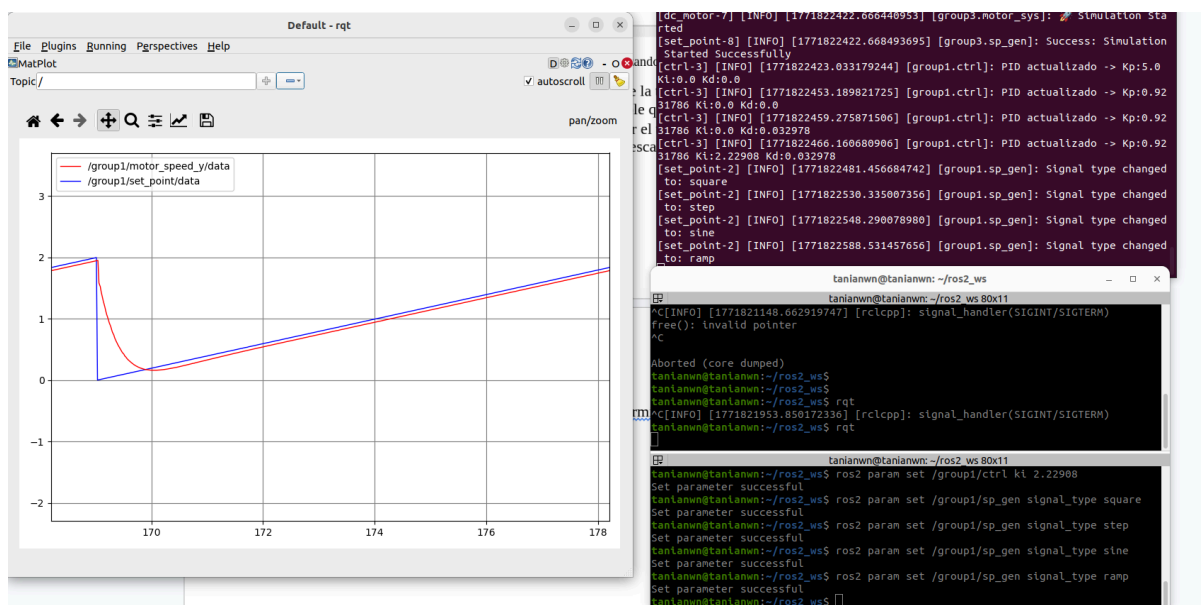 Default - rqt
File Plugins Running Perspectives Help
MatPlot
D
- O
Topic /
autoscroll
pan/zoom
/group1/motor_speed_y/data
/group1/set_point/data
3
2
1
0
−1
−2
170
172
174
176
178
[dc_motor-7] [INFO] [1771822422.666440953] [group3.motor_sys]: 🚀 Simulation Sta
rted
[set_point-8] [INFO] [1771822422.668493695] [group3.sp_gen]: Success: Simulation
Started Successfully
[ctrl-3] [INFO] [1771822423.033179244] [group1.ctrl]: PID actualizado -> Kp:5.0
Ki:0.0 Kd:0.0
[ctrl-3] [INFO] [1771822453.189821725] [group1.ctrl]: PID actualizado -> Kp:0.92
31786 Ki:0.0 Kd:0.0
[ctrl-3] [INFO] [1771822459.275871506] [group1.ctrl]: PID actualizado -> Kp:0.92
31786 Ki:0.0 Kd:0.032978
[ctrl-3] [INFO] [1771822466.160680906] [group1.ctrl]: PID actualizado -> Kp:0.92
31786 Ki:2.22908 Kd:0.032978
[set_point-2] [INFO] [1771822481.456684742] [group1.sp_gen]: Signal type changed
to: square
[set_point-2] [INFO] [1771822530.335007356] [group1.sp_gen]: Signal type changed
to: step
[set_point-2] [INFO] [1771822548.290078980] [group1.sp_gen]: Signal type changed
to: sine
[set_point-2] [INFO] [1771822588.531457656] [group1.sp_gen]: Signal type changed
to: ramp
tanianwn@tanianwn: ~/ros2_ws
tanianwn@tanianwn: ~/ros2_ws 80x11
^C[INFO] [1771821148.662919747] [rclcpp]: signal_handler(SIGINT/SIGTERM)
free(): invalid pointer
^C
Aborted (core dumped)
tanianwn@tanianwn:~/ros2_ws$
tanianwn@tanianwn:~/ros2_ws$
tanianwn@tanianwn:~/ros2_ws$ rqt
^C[INFO] [1771821953.850172336] [rclcpp]: signal_handler(SIGINT/SIGTERM)
tanianwn@tanianwn:~/ros2_ws$ rqt
tanianwn@tanianwn: ~/ros2_ws 80x11
tanianwn@tanianwn:~/ros2_ws$ ros2 param set /group1/ctrl ki 2.22908
Set parameter successful
tanianwn@tanianwn:~/ros2_ws$ ros2 param set /group1/sp_gen signal_type square
Set parameter successful
tanianwn@tanianwn:~/ros2_ws$ ros2 param set /group1/sp_gen signal_type step
Set parameter successful
tanianwn@tanianwn:~/ros2_ws$ ros2 param set /group1/sp_gen signal_type sine
Set parameter successful
tanianwn@tanianwn:~/ros2_ws$ ros2 param set /group1/sp_gen signal_type ramp
Set parameter successful
tanianwn@tanianwn:~/ros2_ws$